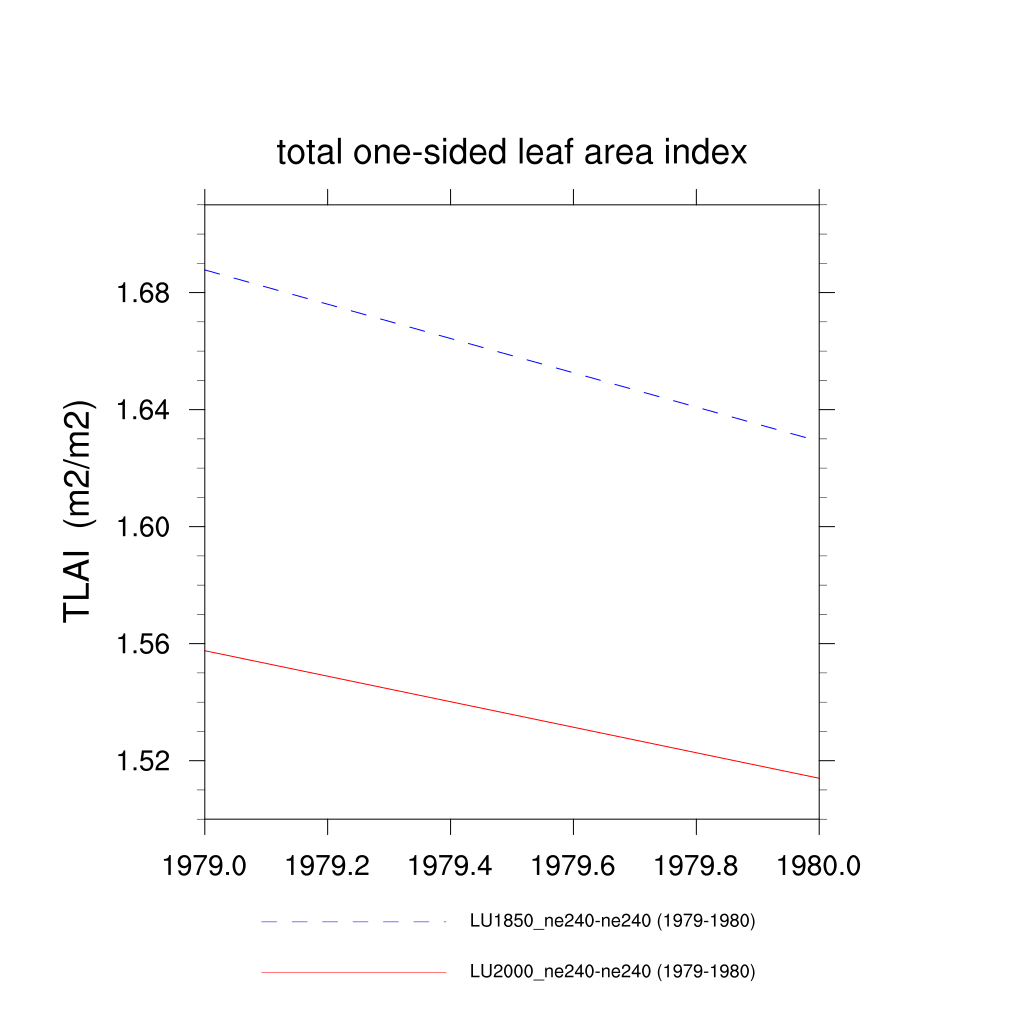 total one-sided leaf area index
1.68
1.64
1.60
1.56
1.52
TLAI (m2/m2)
1979.0 1979.2 1979.4 1979.6 1979.8 1980.0
LU1850_ne240-ne240 (1979-1980)
LU2000_ne240-ne240 (1979-1980)